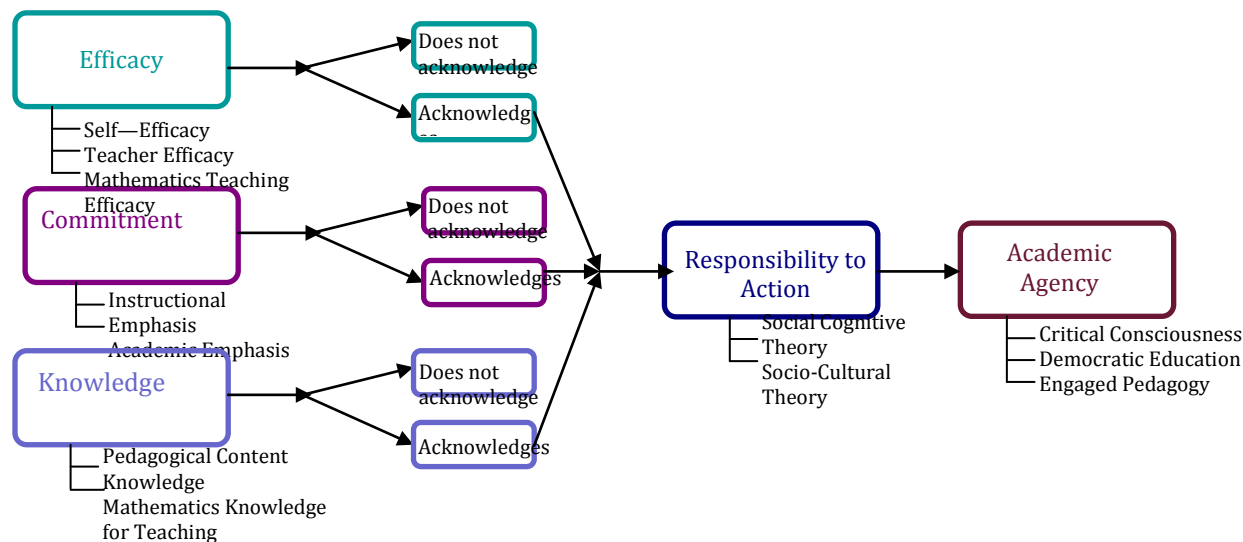 Efficacy
Does not
acknowledge
Acknowledg
Self—Efficacy
Teacher Efficacy
Mathematics Teaching
Efficacy
Commitment
Does not
acknowledge
Acknowledges
Instructional
Emphasis
Academic Emphasis
Knowledge
Does not
acknowledge
Acknowledges
Pedagogical Content
Knowledge
Mathematics Knowledge
for Teaching
Responsibility to
Action
Social Cognitive
Theory
Socio-Cultural
Theory
Academic
Agency
Critical Consciousness
Democratic Education
Engaged Pedagogy